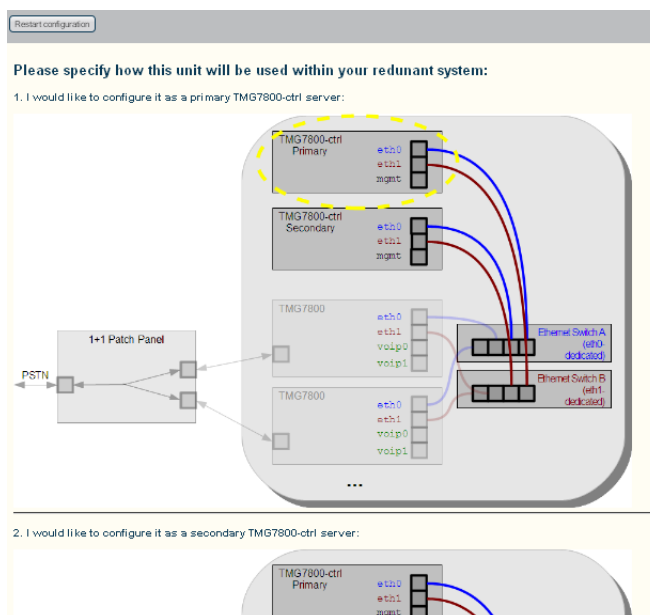 Restart configuration
Please specify how this unit will be used within your redunant system:
1. I would like to configure it as a primary TMG7800-ctrl server:
TMG7800-ctrl
Primary
eth0
eth1
mgmt
TMG7800-ctrl
Secondary
eth0
eth1
mgmt
TMG7800
eth0
eth1
voip0
voip1
Ethernet Switch A
(eth0-
dedicated)
1+1 Patch Panel
PSTN
Ethernet Switch B
(eth1-
dedicated)
TMG7800
eth0
eth1
voip0
voip1
...
2. I would like to configure it as a secondary TMG7800-ctrl server:
TMG7800-ctrl
Primary
eth0
eth1
mgmt